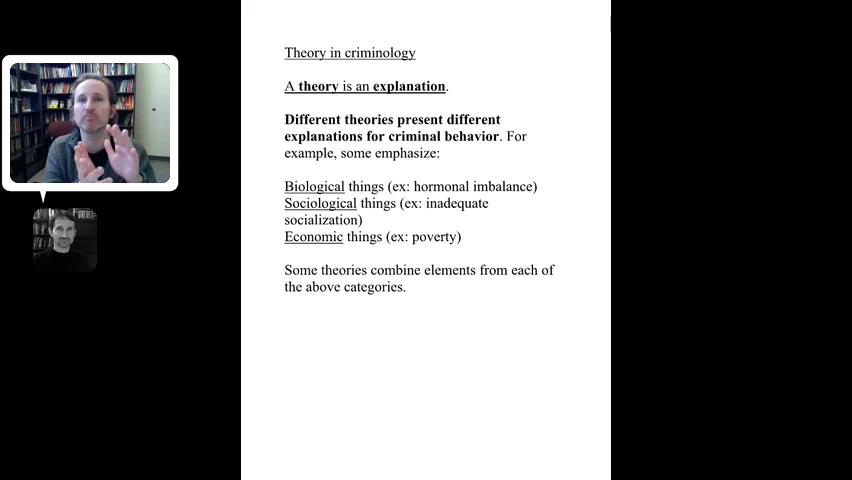 Theory in criminology
A theory is an explanation.
Different theories present different
explanations for criminal behavior. For
example, some emphasize:
Biological things (ex: hormonal imbalance)
Sociological things (ex: inadequate
socialization)
Economic things (ex: poverty)
Some theories combine elements from each of
the above categories.